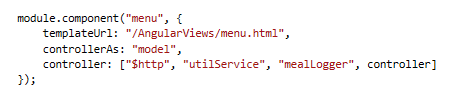 module.component("menu", {
    templateUrl: "/AngularViews/menu.html",
    controllerAs: "model",
    controller: ["$http", "utilService", "mealLogger", controller]
});